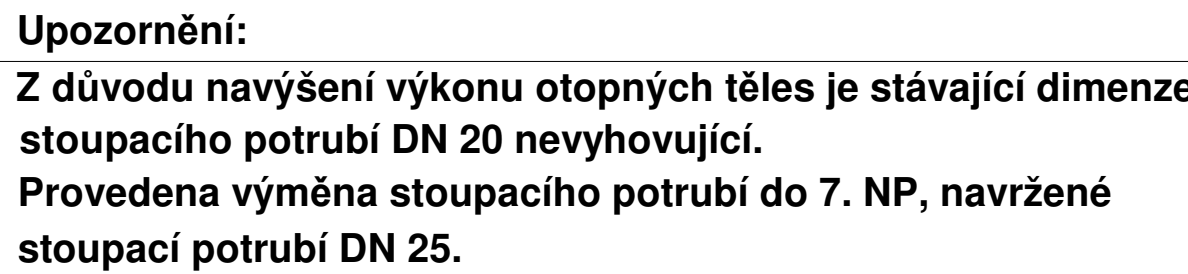 Upozornění:
Z důvodu navýšení výkonu otopných těles je stávající dimenze
stoupacího potrubí DN 20 nevyhovující.
Provedena výměna stoupacího potrubí do 7. NP, navržené
stoupací potrubí DN 25.